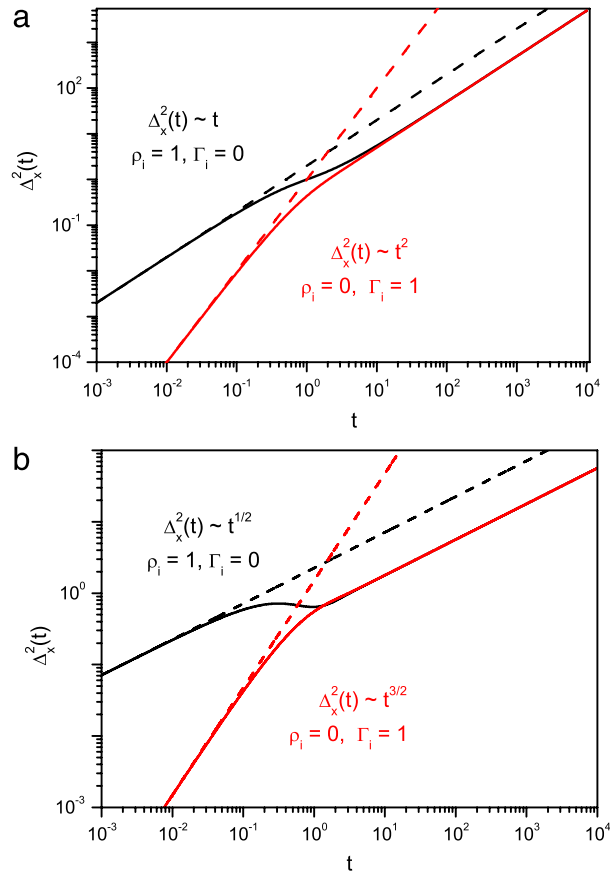 a
10²
10⁻¹
10⁻⁴
Δₓ²(t)
Δₓ²(t) ~ t
ρᵢ = 1, Γᵢ = 0
Δₓ²(t) ~ t²
ρᵢ = 0, Γᵢ = 1
10⁻³ 10⁻² 10⁻¹ 10⁰ 10¹ 10² 10³ 10⁴
t
b
10⁰
10⁻³
Δₓ²(t)
Δₓ²(t) ~ t¹/²
ρᵢ = 1, Γᵢ = 0
Δₓ²(t) ~ t³/²
ρᵢ = 0, Γᵢ = 1
10⁻³ 10⁻² 10⁻¹ 10⁰ 10¹ 10² 10³ 10⁴
t